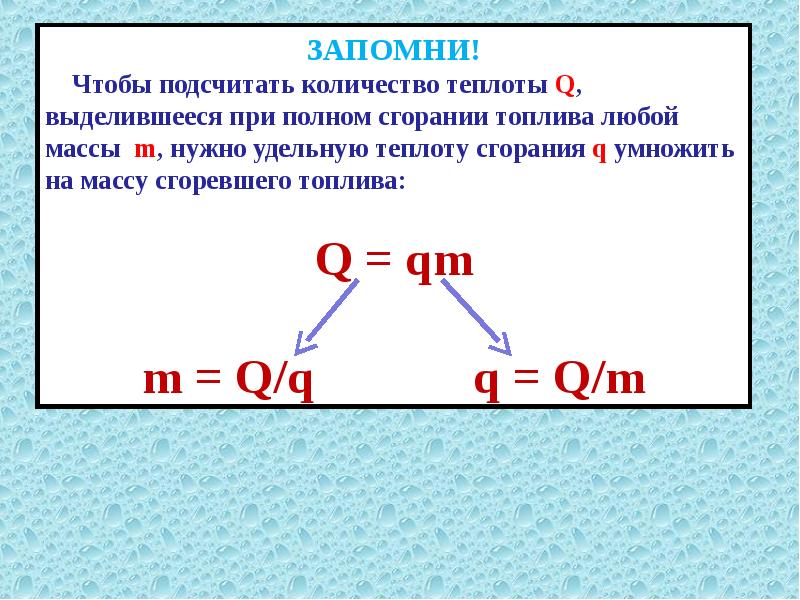 ЗАПОМНИ!
Чтобы подсчитать количество теплоты Q,
выделившееся при полном сгорании топлива любой
массы m, нужно удельную теплоту сгорания q умножить
на массу сгоревшего топлива:
Q = qm
m = Q/q q = Q/m